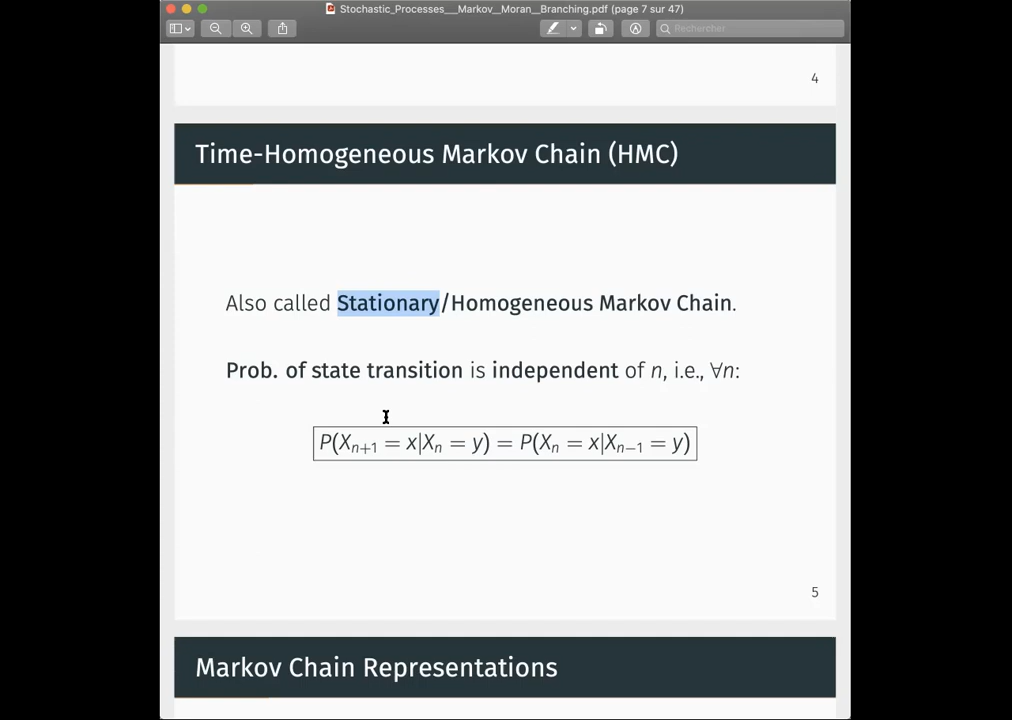 Stochastic_Processes___Markov__Moran__Branching.pdf (page 7 sur 47)
Rechercher
4
Time-Homogeneous Markov Chain (HMC)
Also called Stationary/Homogeneous Markov Chain.
Prob. of state transition is independent of n, i.e., ∀n:
P(Xₙ₊₁ = x|Xₙ = y) = P(Xₙ = x|Xₙ₋₁ = y)
5
Markov Chain Representations